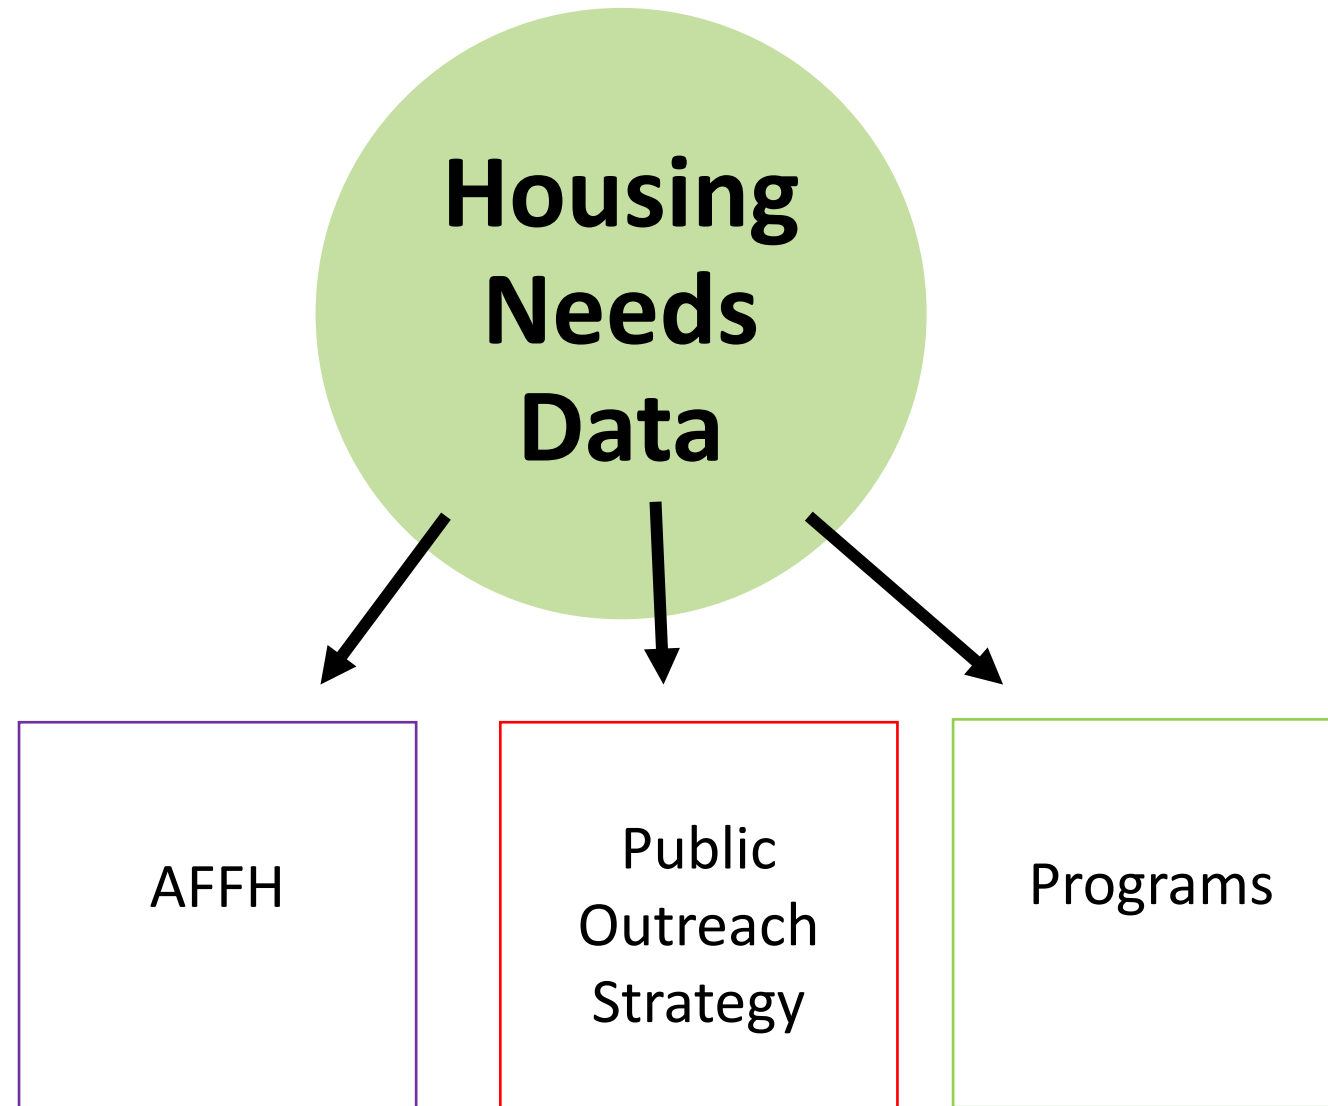 Housing
Needs
Data
AFFH
Public
Outreach
Strategy
Programs